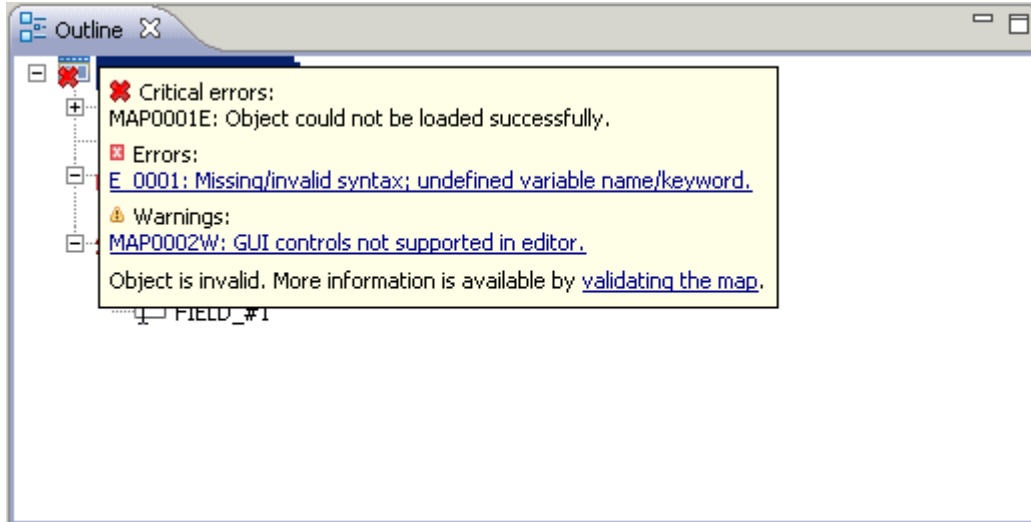 Outline
Critical errors:
MAP0001E: Object could not be loaded successfully.
Errors:
E_0001: Missing/invalid syntax; undefined variable name/keyword.
Warnings:
MAP0002W: GUI controls not supported in editor.
Object is invalid. More information is available by validating the map.
FIELD_#1